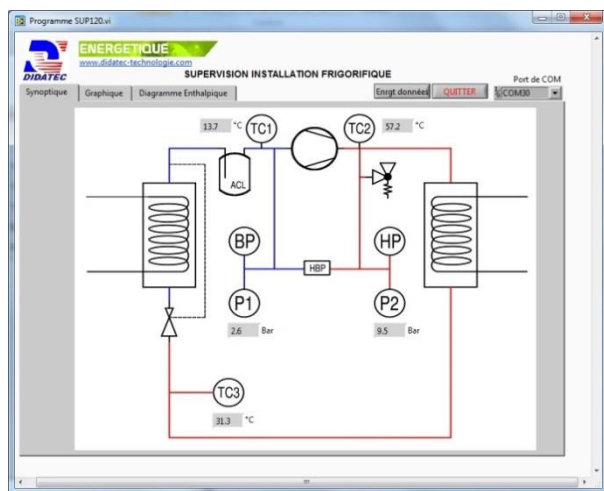 Programme SUP120.vi
ENERGETIQUE
www.didatec-technologie.com
DIDATEC
SUPERVISION INSTALLATION FRIGORIFIQUE
Port de COM
Synoptique Graphique Diagramme Enthalpique Enrgt données QUITTER COM30
13.7 °C TC1 TC2 57.2 °C
ACL
BP HP
HBP
P1 P2
2.6 Bar 9.5 Bar
TC3
31.3 °C